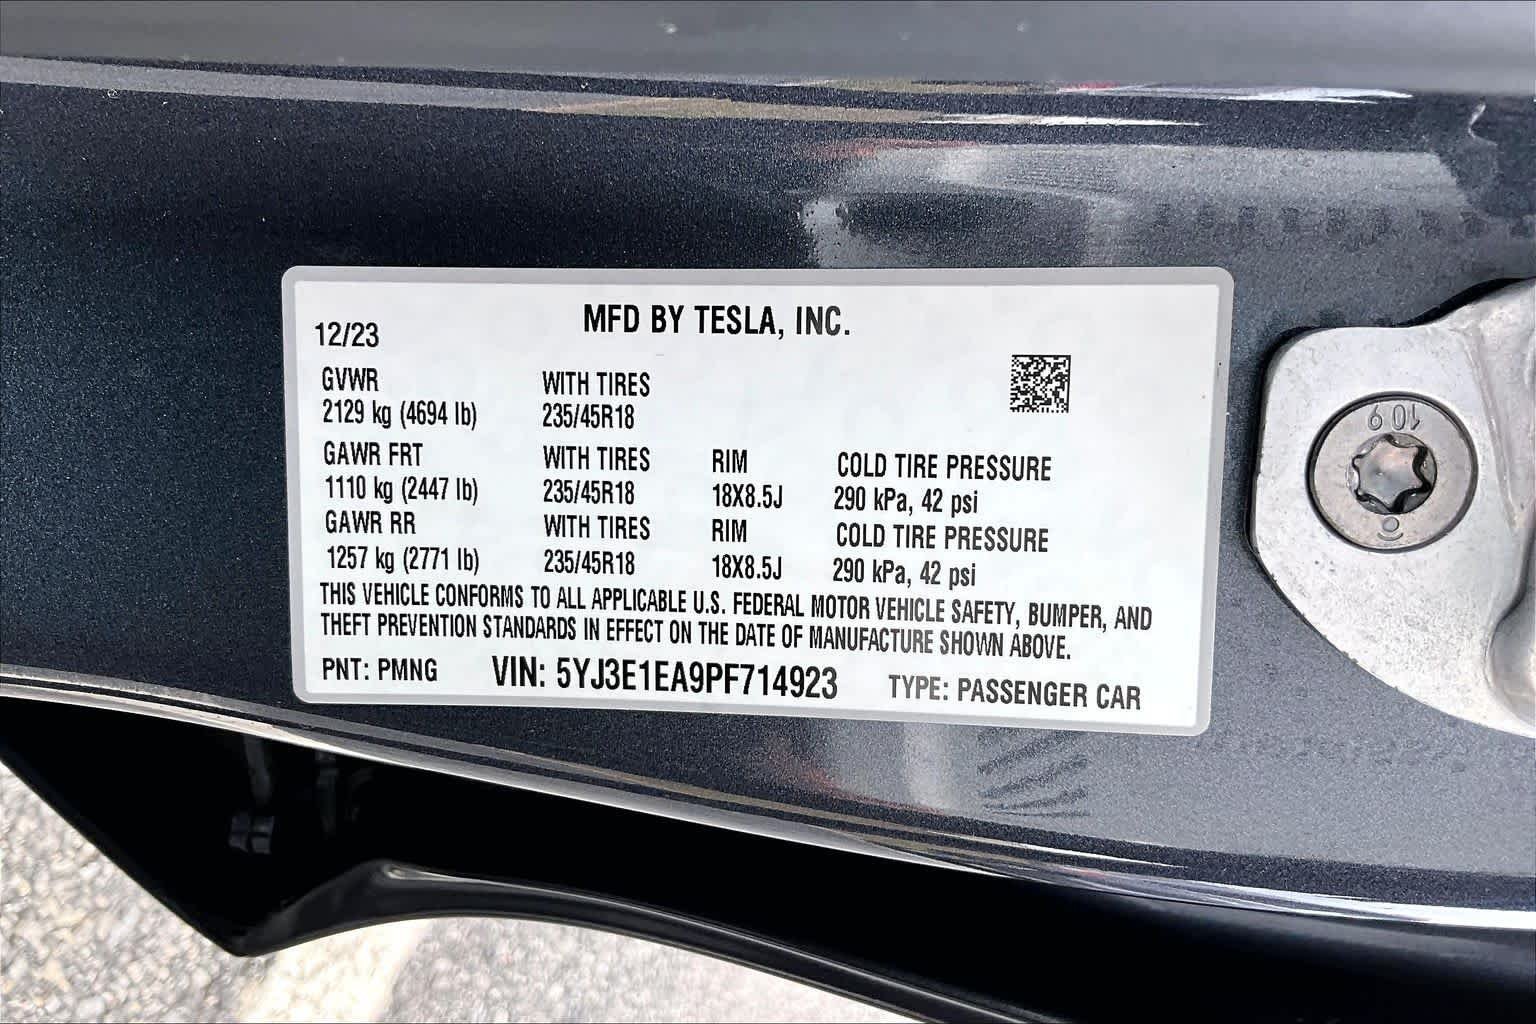 MFD BY TESLA, INC.
12/23
GVWR WITH TIRES
2129 kg (4694 lb) 235/45R18
GAWR FRT WITH TIRES RIM COLD TIRE PRESSURE
1110 kg (2447 lb) 235/45R18 18X8.5J 290 kPa, 42 psi
GAWR RR WITH TIRES RIM COLD TIRE PRESSURE
1257 kg (2771 lb) 235/45R18 18X8.5J 290 kPa, 42 psi
THIS VEHICLE CONFORMS TO ALL APPLICABLE U.S. FEDERAL MOTOR VEHICLE SAFETY, BUMPER, AND
THEFT PREVENTION STANDARDS IN EFFECT ON THE DATE OF MANUFACTURE SHOWN ABOVE.
PNT: PMNG VIN: 5YJ3E1EA9PF714923 TYPE: PASSENGER CAR
10.9